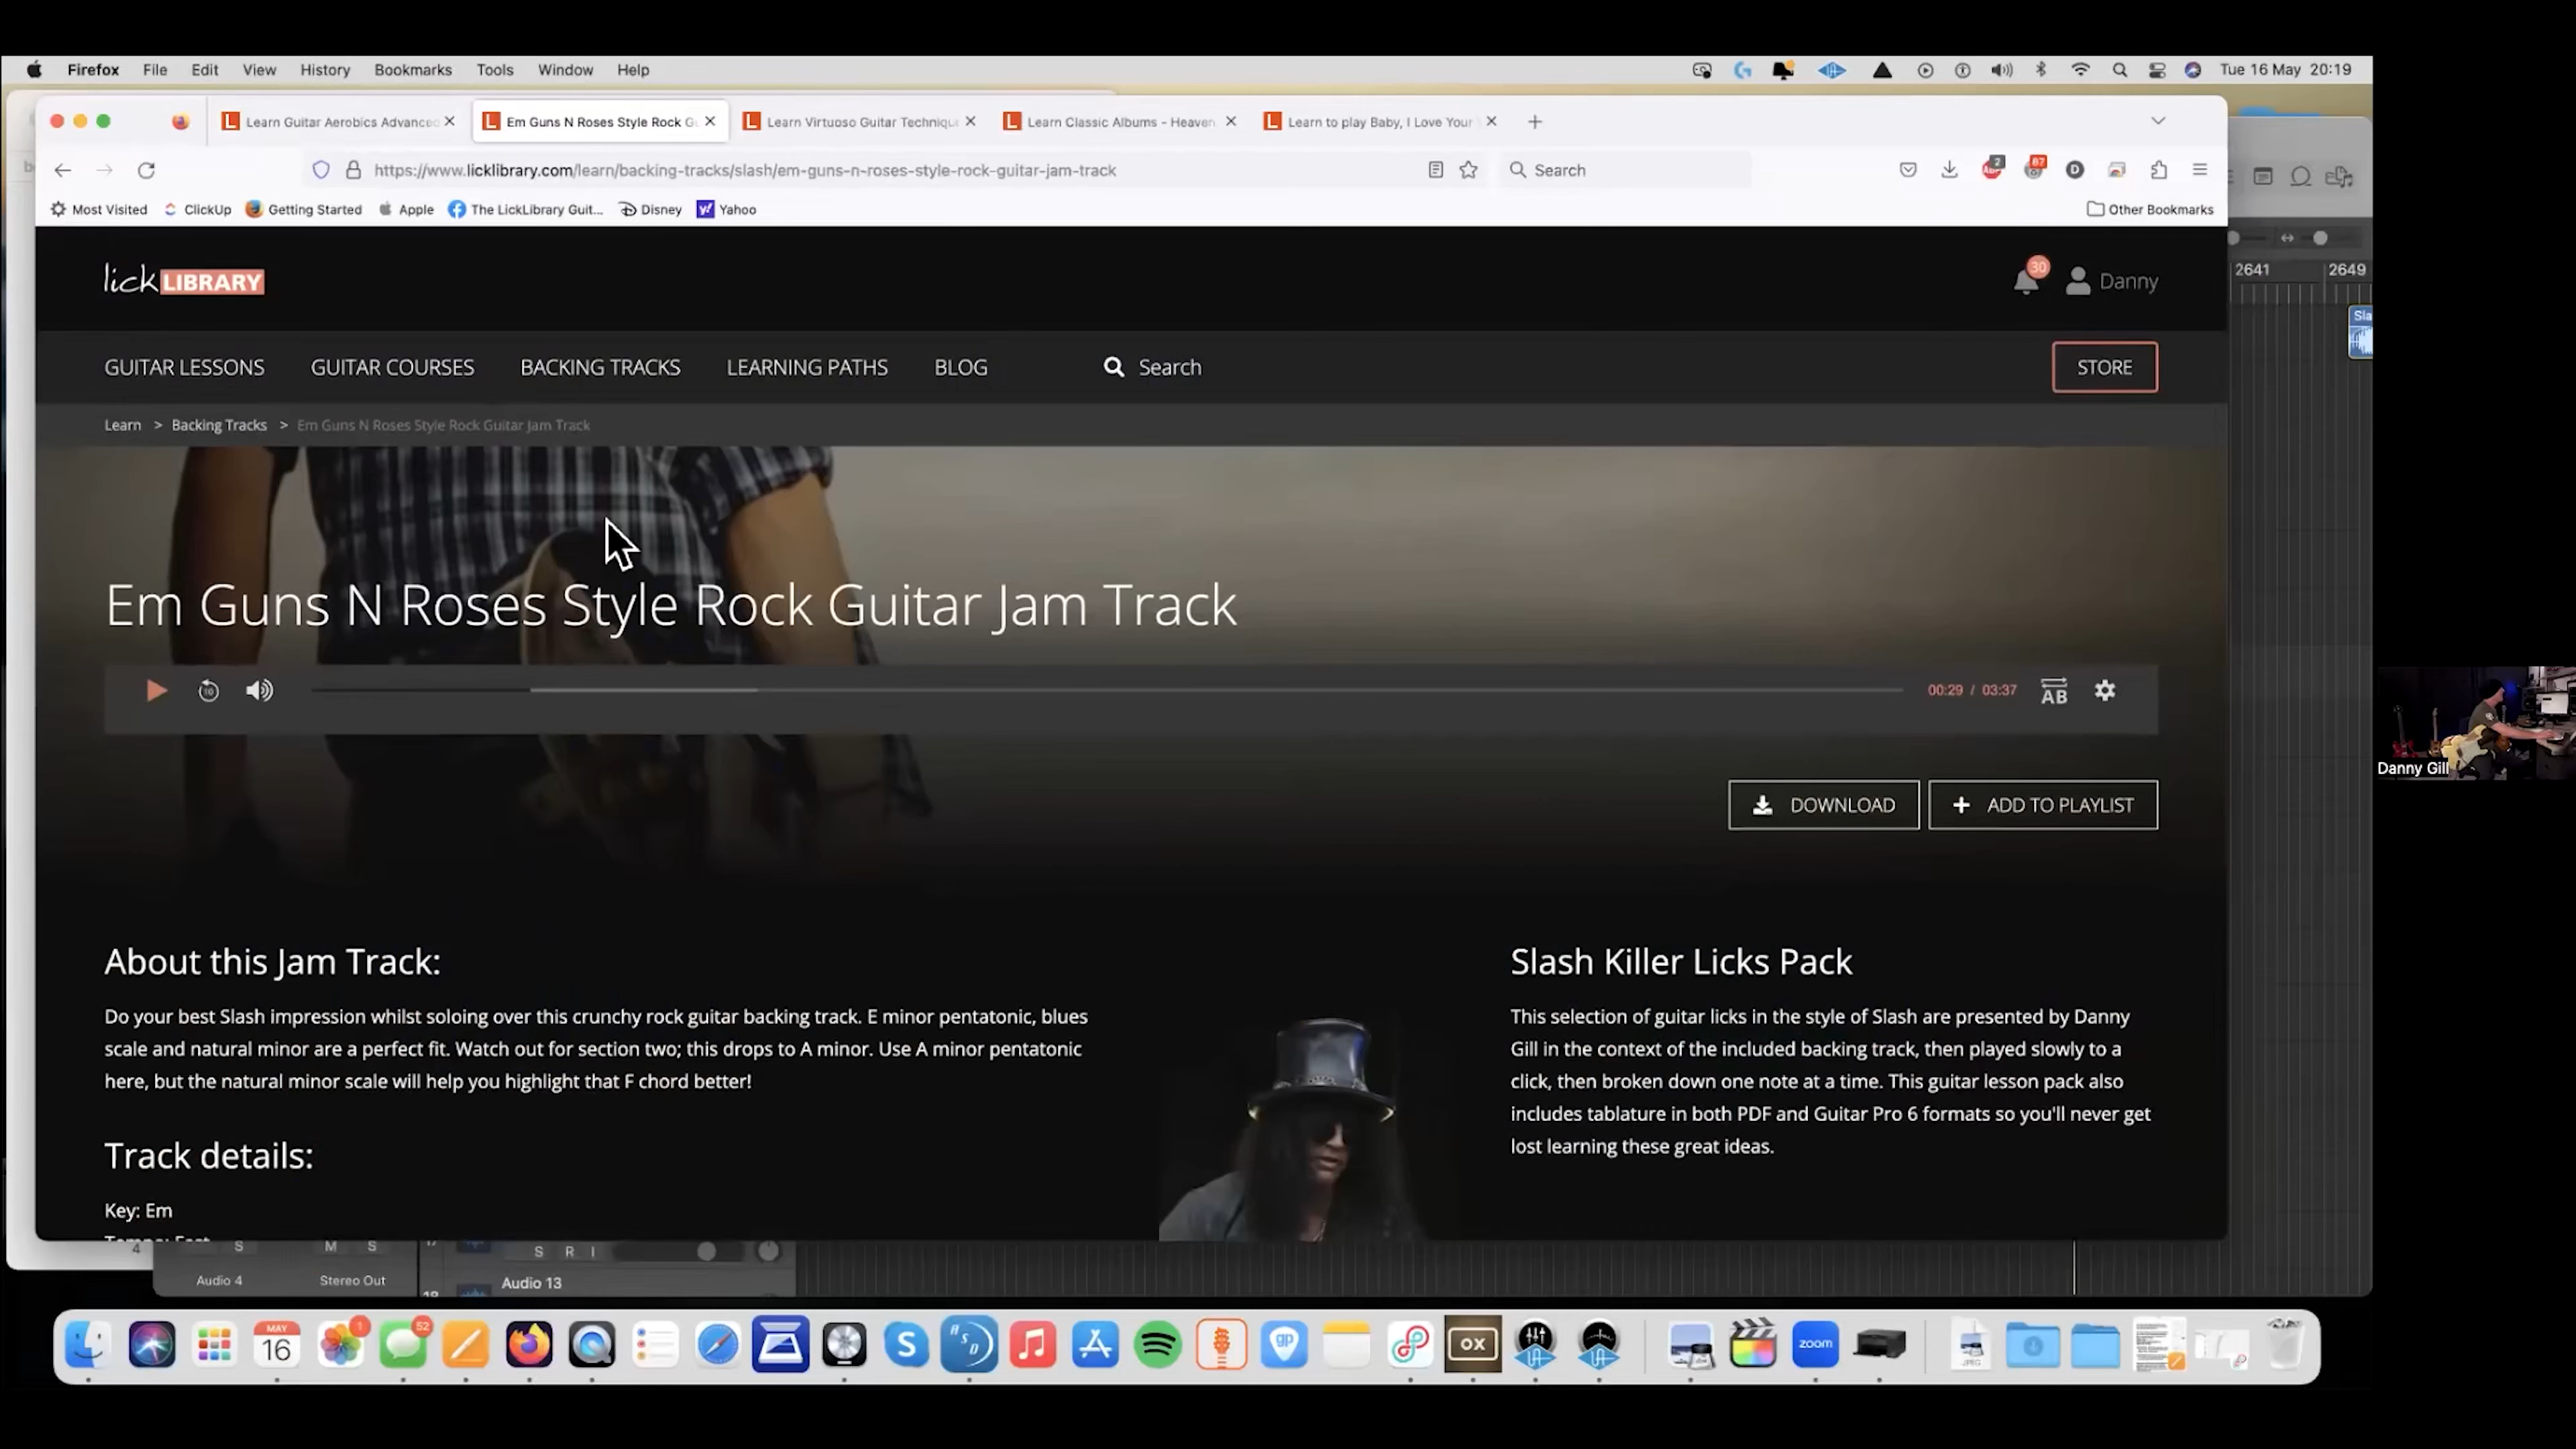 Firefox File Edit View History Bookmarks Tools Window Help Tue 16 May 20:19
Learn Guitar Aerobics Advanced Em Guns N Roses Style Rock Learn Virtuoso Guitar Learn Classic Albums - Heaven Learn to play Baby, I Love Your
https://www.licklibrary.com/learn/backing-tracks/slash/em-guns-n-roses-style-rock-guitar-jam-track Search 2 87 D
Most Visited ClickUp Getting Started Apple The LickLibrary Guit... Disney Yahoo Other Bookmarks
2641 2649
lick LIBRARY 30 Danny
GUITAR LESSONS GUITAR COURSES BACKING TRACKS LEARNING PATHS BLOG Search STORE
Learn > Backing Tracks > Em Guns N Roses Style Rock Guitar Jam Track
Em Guns N Roses Style Rock Guitar Jam Track
10 00:29 / 03:37 AB
Danny Gill
DOWNLOAD ADD TO PLAYLIST
About this Jam Track:
Do your best Slash impression whilst soloing over this crunchy rock guitar backing track. E minor pentatonic, blues
scale and natural minor are a perfect fit. Watch out for section two; this drops to A minor. Use A minor pentatonic
here, but the natural minor scale will help you highlight that F chord better!
Slash Killer Licks Pack
This selection of guitar licks in the style of Slash are presented by Danny
Gill in the context of the included backing track, then played slowly to a
click, then broken down one note at a time. This guitar lesson pack also
includes tablature in both PDF and Guitar Pro 6 formats so you'll never get
lost learning these great ideas.
Track details:
Key: Em
4 S M S S R I
Audio 4 Stereo Out Audio 13
MAY 16 1 52 gp OX zoom JPEG